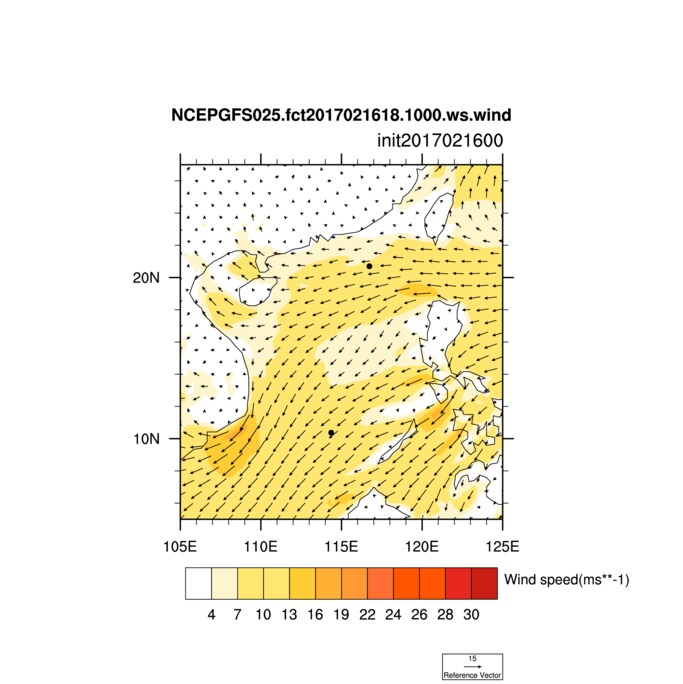 NCEPGFS025.fct2017021618.1000.ws.wind
init2017021600
20N
10N
105E 110E 115E 120E 125E
Wind speed(ms**-1)
4 7 10 13 16 19 22 24 26 28 30
15
Reference Vector